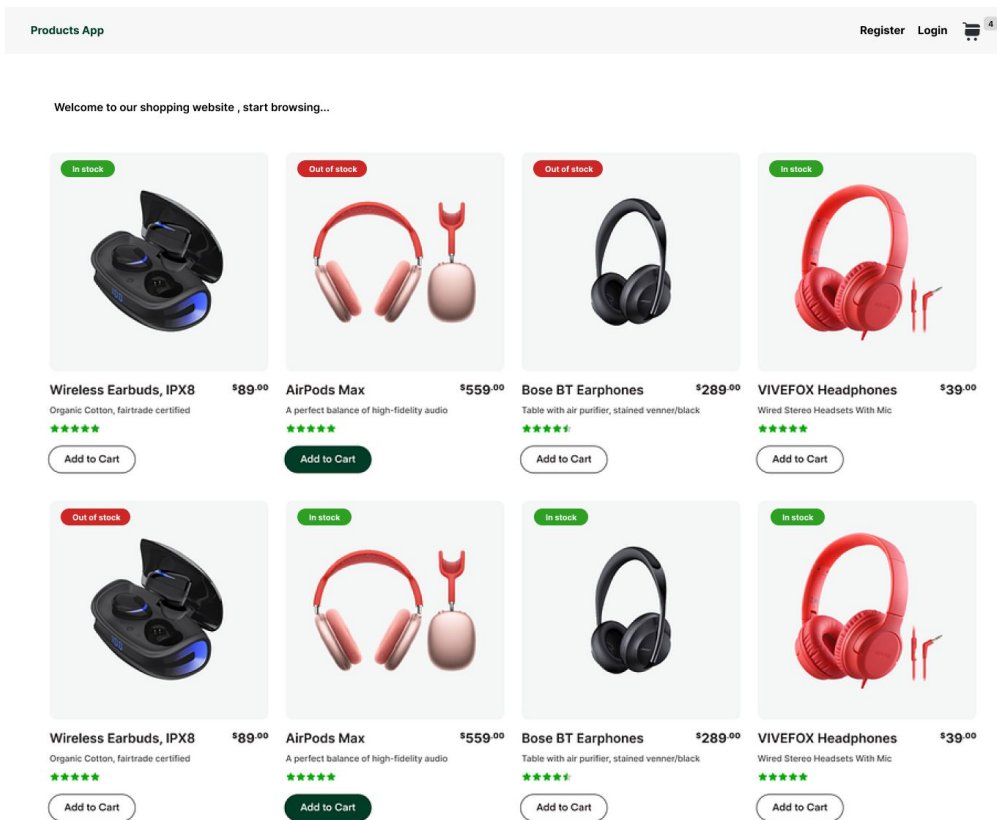 Products App
Register Login 4
Welcome to our shopping website , start browsing...
In stock Out of stock Out of stock In stock
Wireless Earbuds, IPX8 $89.00 AirPods Max $559.00 Bose BT Earphones $289.00 VIVEFOX Headphones $39.00
Organic Cotton, fairtrade certified A perfect balance of high-fidelity audio Table with air purifier, stained venner/black Wired Stereo Headsets With Mic
Add to Cart Add to Cart Add to Cart Add to Cart
Out of stock In stock In stock In stock
Wireless Earbuds, IPX8 $89.00 AirPods Max $559.00 Bose BT Earphones $289.00 VIVEFOX Headphones $39.00
Organic Cotton, fairtrade certified A perfect balance of high-fidelity audio Table with air purifier, stained venner/black Wired Stereo Headsets With Mic
Add to Cart Add to Cart Add to Cart Add to Cart